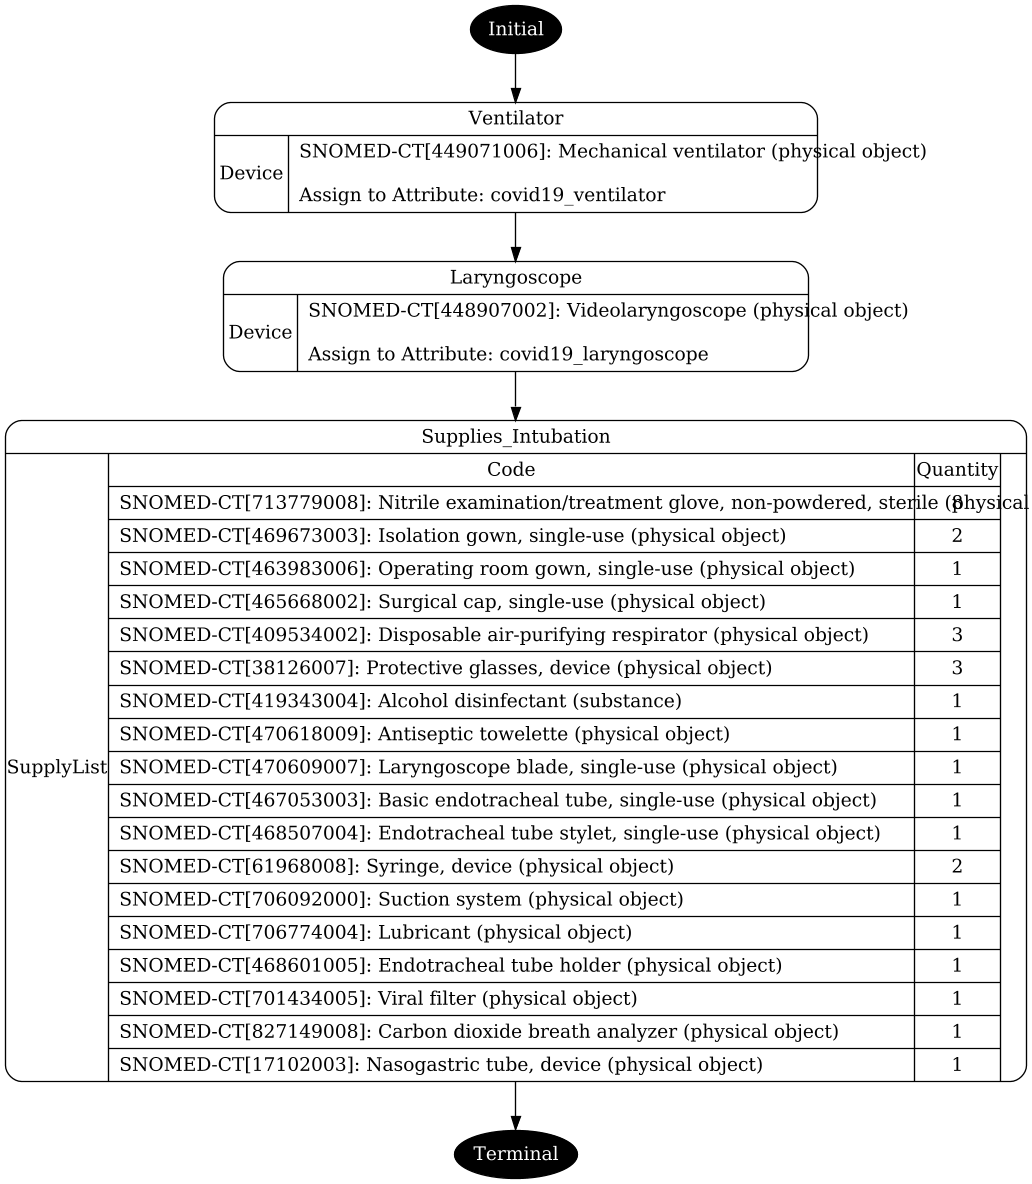 Initial
Ventilator
Device
SNOMED-CT[449071006]: Mechanical ventilator (physical object)
Assign to Attribute: covid19_ventilator
Laryngoscope
Device
SNOMED-CT[448907002]: Videolaryngoscope (physical object)
Assign to Attribute: covid19_laryngoscope
Supplies_Intubation
SupplyList
Code Quantity
SNOMED-CT[713779008]: Nitrile examination/treatment glove, non-powdered, sterile (physical 8
SNOMED-CT[469673003]: Isolation gown, single-use (physical object) 2
SNOMED-CT[463983006]: Operating room gown, single-use (physical object) 1
SNOMED-CT[465668002]: Surgical cap, single-use (physical object) 1
SNOMED-CT[409534002]: Disposable air-purifying respirator (physical object) 3
SNOMED-CT[38126007]: Protective glasses, device (physical object) 3
SNOMED-CT[419343004]: Alcohol disinfectant (substance) 1
SNOMED-CT[470618009]: Antiseptic towelette (physical object) 1
SNOMED-CT[470609007]: Laryngoscope blade, single-use (physical object) 1
SNOMED-CT[467053003]: Basic endotracheal tube, single-use (physical object) 1
SNOMED-CT[468507004]: Endotracheal tube stylet, single-use (physical object) 1
SNOMED-CT[61968008]: Syringe, device (physical object) 2
SNOMED-CT[706092000]: Suction system (physical object) 1
SNOMED-CT[706774004]: Lubricant (physical object) 1
SNOMED-CT[468601005]: Endotracheal tube holder (physical object) 1
SNOMED-CT[701434005]: Viral filter (physical object) 1
SNOMED-CT[827149008]: Carbon dioxide breath analyzer (physical object) 1
SNOMED-CT[17102003]: Nasogastric tube, device (physical object) 1
Terminal